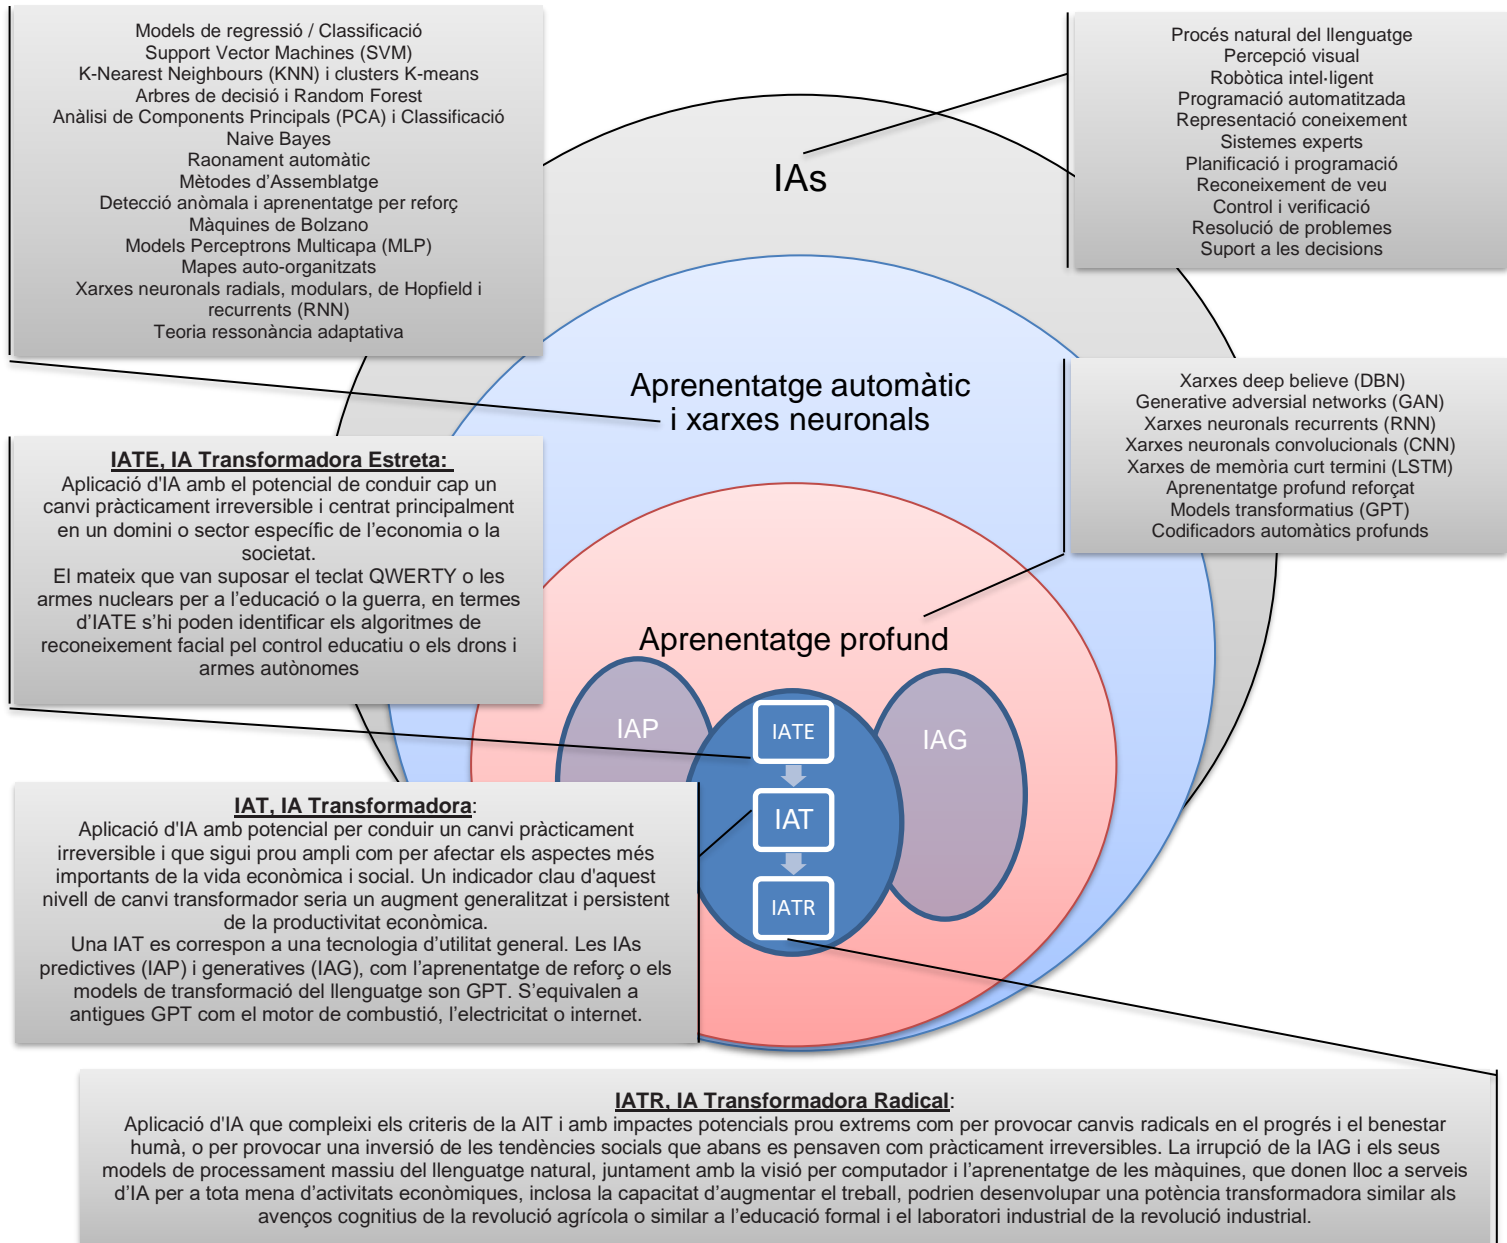 Models de regressió / Classificació
Support Vector Machines (SVM)
K-Nearest Neighbours (KNN) i clusters K-means
Arbres de decisió i Random Forest
Anàlisi de Components Principals (PCA) i Classificació
Naive Bayes
Raonament automàtic
Mètodes d’Assemblatge
Detecció anòmala i aprenentatge per reforç
Màquines de Bolzano
Models Perceptrons Multicapa (MLP)
Mapes auto-organitzats
Xarxes neuronals radials, modulars, de Hopfield i
recurrents (RNN)
Teoria ressonància adaptativa
Procés natural del llenguatge
Percepció visual
Robòtica intel·ligent
Programació automatitzada
Representació coneixement
Sistemes experts
Planificació i programació
Reconeixement de veu
Control i verificació
Resolució de problemes
Suport a les decisions
IAs
Aprenentatge automàtic
i xarxes neuronals
Xarxes deep believe (DBN)
Generative adversial networks (GAN)
Xarxes neuronals recurrents (RNN)
Xarxes neuronals convolucionals (CNN)
Xarxes de memòria curt termini (LSTM)
Aprenentatge profund reforçat
Models transformatius (GPT)
Codificadors automàtics profunds
IATE, IA Transformadora Estreta:
Aplicació d'IA amb el potencial de conduir cap un
canvi pràcticament irreversible i centrat principalment
en un domini o sector específic de l’economia o la
societat.
El mateix que van suposar el teclat QWERTY o les
armes nuclears per a l’educació o la guerra, en termes
d’IATE s’hi poden identificar els algoritmes de
reconeixement facial pel control educatiu o els drons i
armes autònomes
Aprenentatge profund
IAP
IATE
IAG
IAT
IATR
IAT, IA Transformadora:
Aplicació d'IA amb potencial per conduir un canvi pràcticament
irreversible i que sigui prou ampli com per afectar els aspectes més
importants de la vida econòmica i social. Un indicador clau d'aquest
nivell de canvi transformador seria un augment generalitzat i persistent
de la productivitat econòmica.
Una IAT es correspon a una tecnologia d’utilitat general. Les IAs
predictives (IAP) i generatives (IAG), com l’aprenentatge de reforç o els
models de transformació del llenguatge son GPT. S’equivalen a
antigues GPT com el motor de combustió, l’electricitat o internet.
IATR, IA Transformadora Radical:
Aplicació d'IA que compleixi els criteris de la AIT i amb impactes potencials prou extrems com per provocar canvis radicals en el progrés i el benestar
humà, o per provocar una inversió de les tendències socials que abans es pensaven com pràcticament irreversibles. La irrupció de la IAG i els seus
models de processament massiu del llenguatge natural, juntament amb la visió per computador i l’aprenentatge de les màquines, que donen lloc a serveis
d’IA per a tota mena d’activitats econòmiques, inclosa la capacitat d’augmentar el treball, podrien desenvolupar una potència transformadora similar als
avenços cognitius de la revolució agrícola o similar a l’educació formal i el laboratori industrial de la revolució industrial.